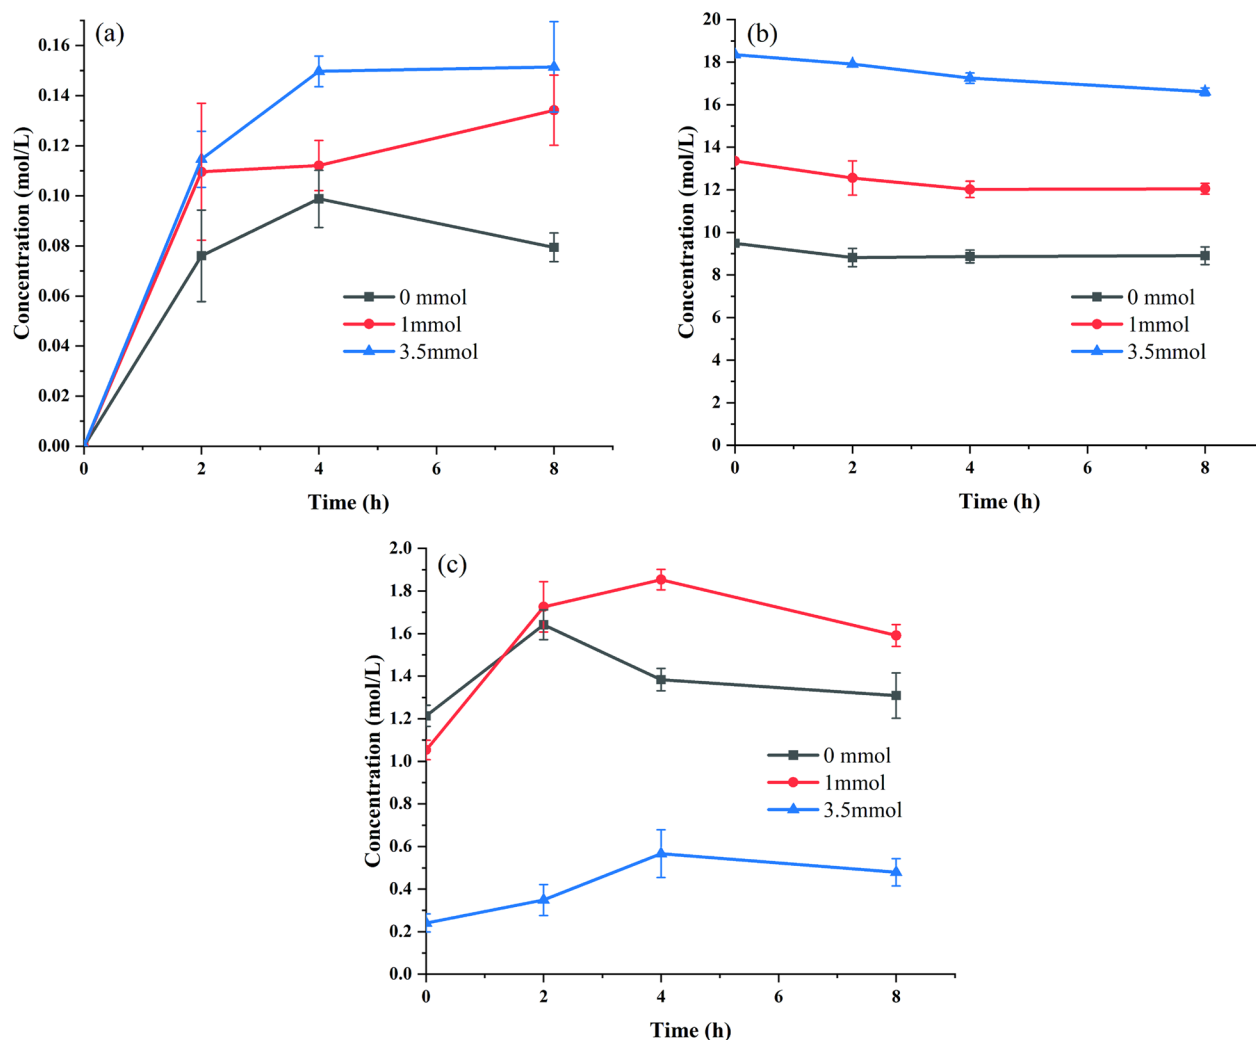 (a)
Concentration (mol/L)
0.16
0.14
0.12
0.10
0.08
0.06
0.04
0.02
0.00
0 2 4 6 8
Time (h)
0 mmol
1mmol
3.5mmol
(b)
Concentration (mol/L)
20
18
16
14
12
10
8
6
4
2
0
0 2 4 6 8
Time (h)
0 mmol
1mmol
3.5mmol
(c)
Concentration (mol/L)
2.0
1.8
1.6
1.4
1.2
1.0
0.8
0.6
0.4
0.2
0.0
0 2 4 6 8
Time (h)
0 mmol
1mmol
3.5mmol